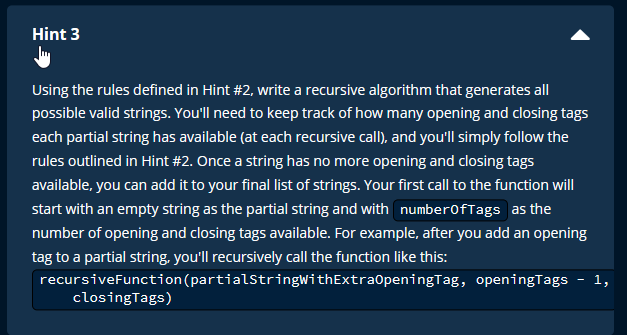 Hint 3
Using the rules defined in Hint #2, write a recursive algorithm that generates all
possible valid strings. You'll need to keep track of how many opening and closing tags
each partial string has available (at each recursive call), and you'll simply follow the
rules outlined in Hint #2. Once a string has no more opening and closing tags
available, you can add it to your final list of strings. Your first call to the function will
start with an empty string as the partial string and with numberOfTags as the
number of opening and closing tags available. For example, after you add an opening
tag to a partial string, you'll recursively call the function like this:
recursiveFunction(partialStringWithExtraOpeningTag, openingTags - 1,
closingTags)